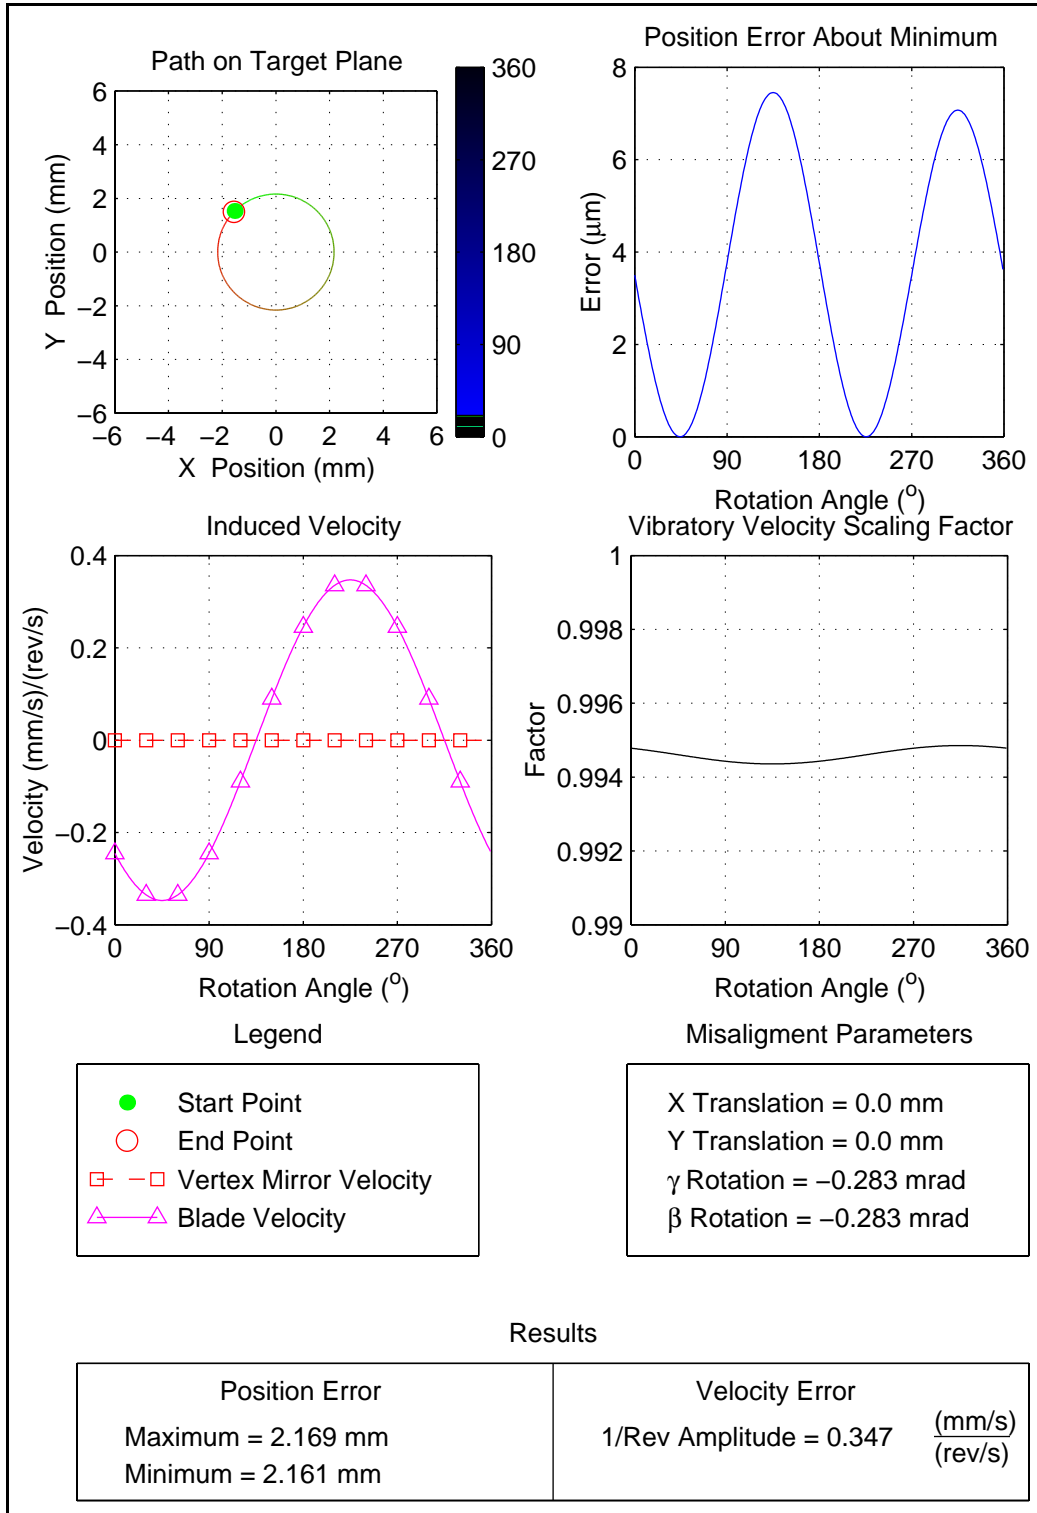 Path on Target Plane
6
4
2
0
−2
−4
−6
−6 −4 −2 0 2 4 6
X Position (mm)
Y Position (mm)
360
270
180
90
0
Position Error About Minimum
8
6
4
2
0
0 90 180 270 360
Error (μm)
Rotation Angle (o)
Induced Velocity
0.4
0.2
0
−0.2
−0.4
0 90 180 270 360
Velocity (mm/s)/(rev/s)
Rotation Angle (o)
Vibratory Velocity Scaling Factor
1
0.998
0.996
0.994
0.992
0.99
0 90 180 270 360
Factor
Rotation Angle (o)
Legend
Start Point
End Point
Vertex Mirror Velocity
Blade Velocity
Misaligment Parameters
X Translation = 0.0 mm
Y Translation = 0.0 mm
γ Rotation = −0.283 mrad
β Rotation = −0.283 mrad
Results
Position Error
Maximum = 2.169 mm
Minimum = 2.161 mm
Velocity Error
1/Rev Amplitude = 0.347 (mm/s)
(rev/s)